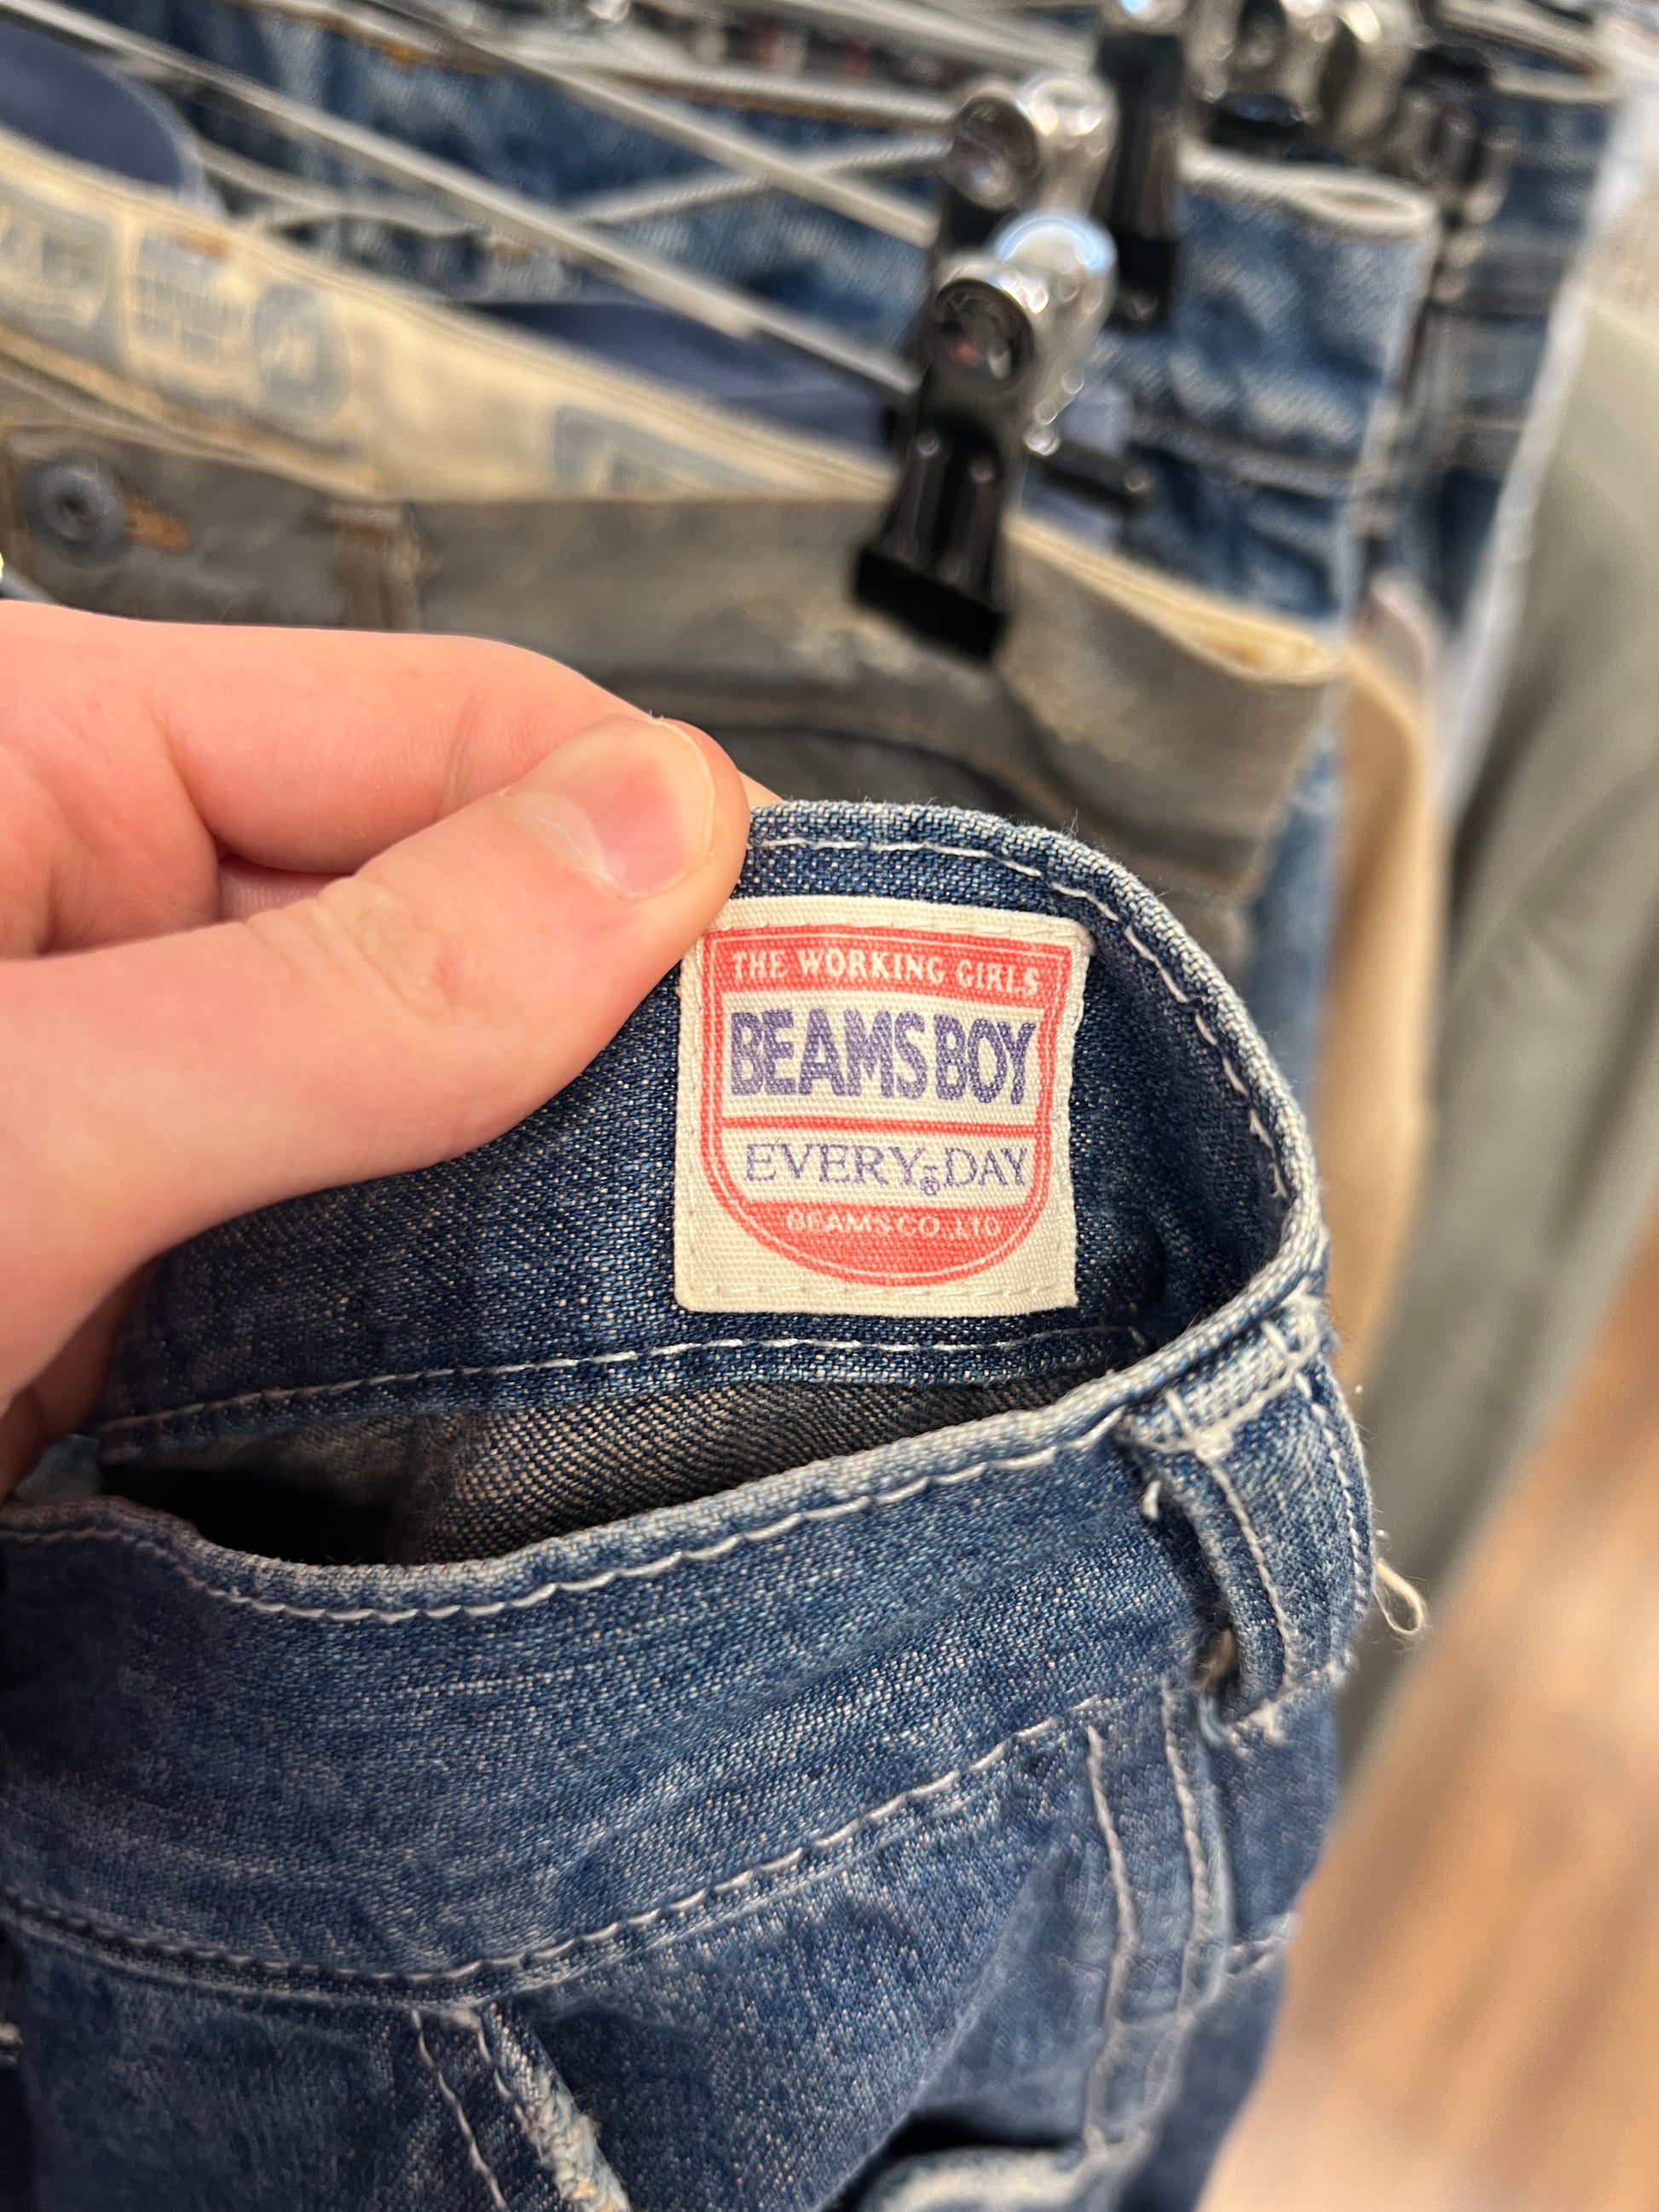 THE WORKING GIRLS
BEAMS BOY
EVERY DAY
®
BEAMS CO., LTD.